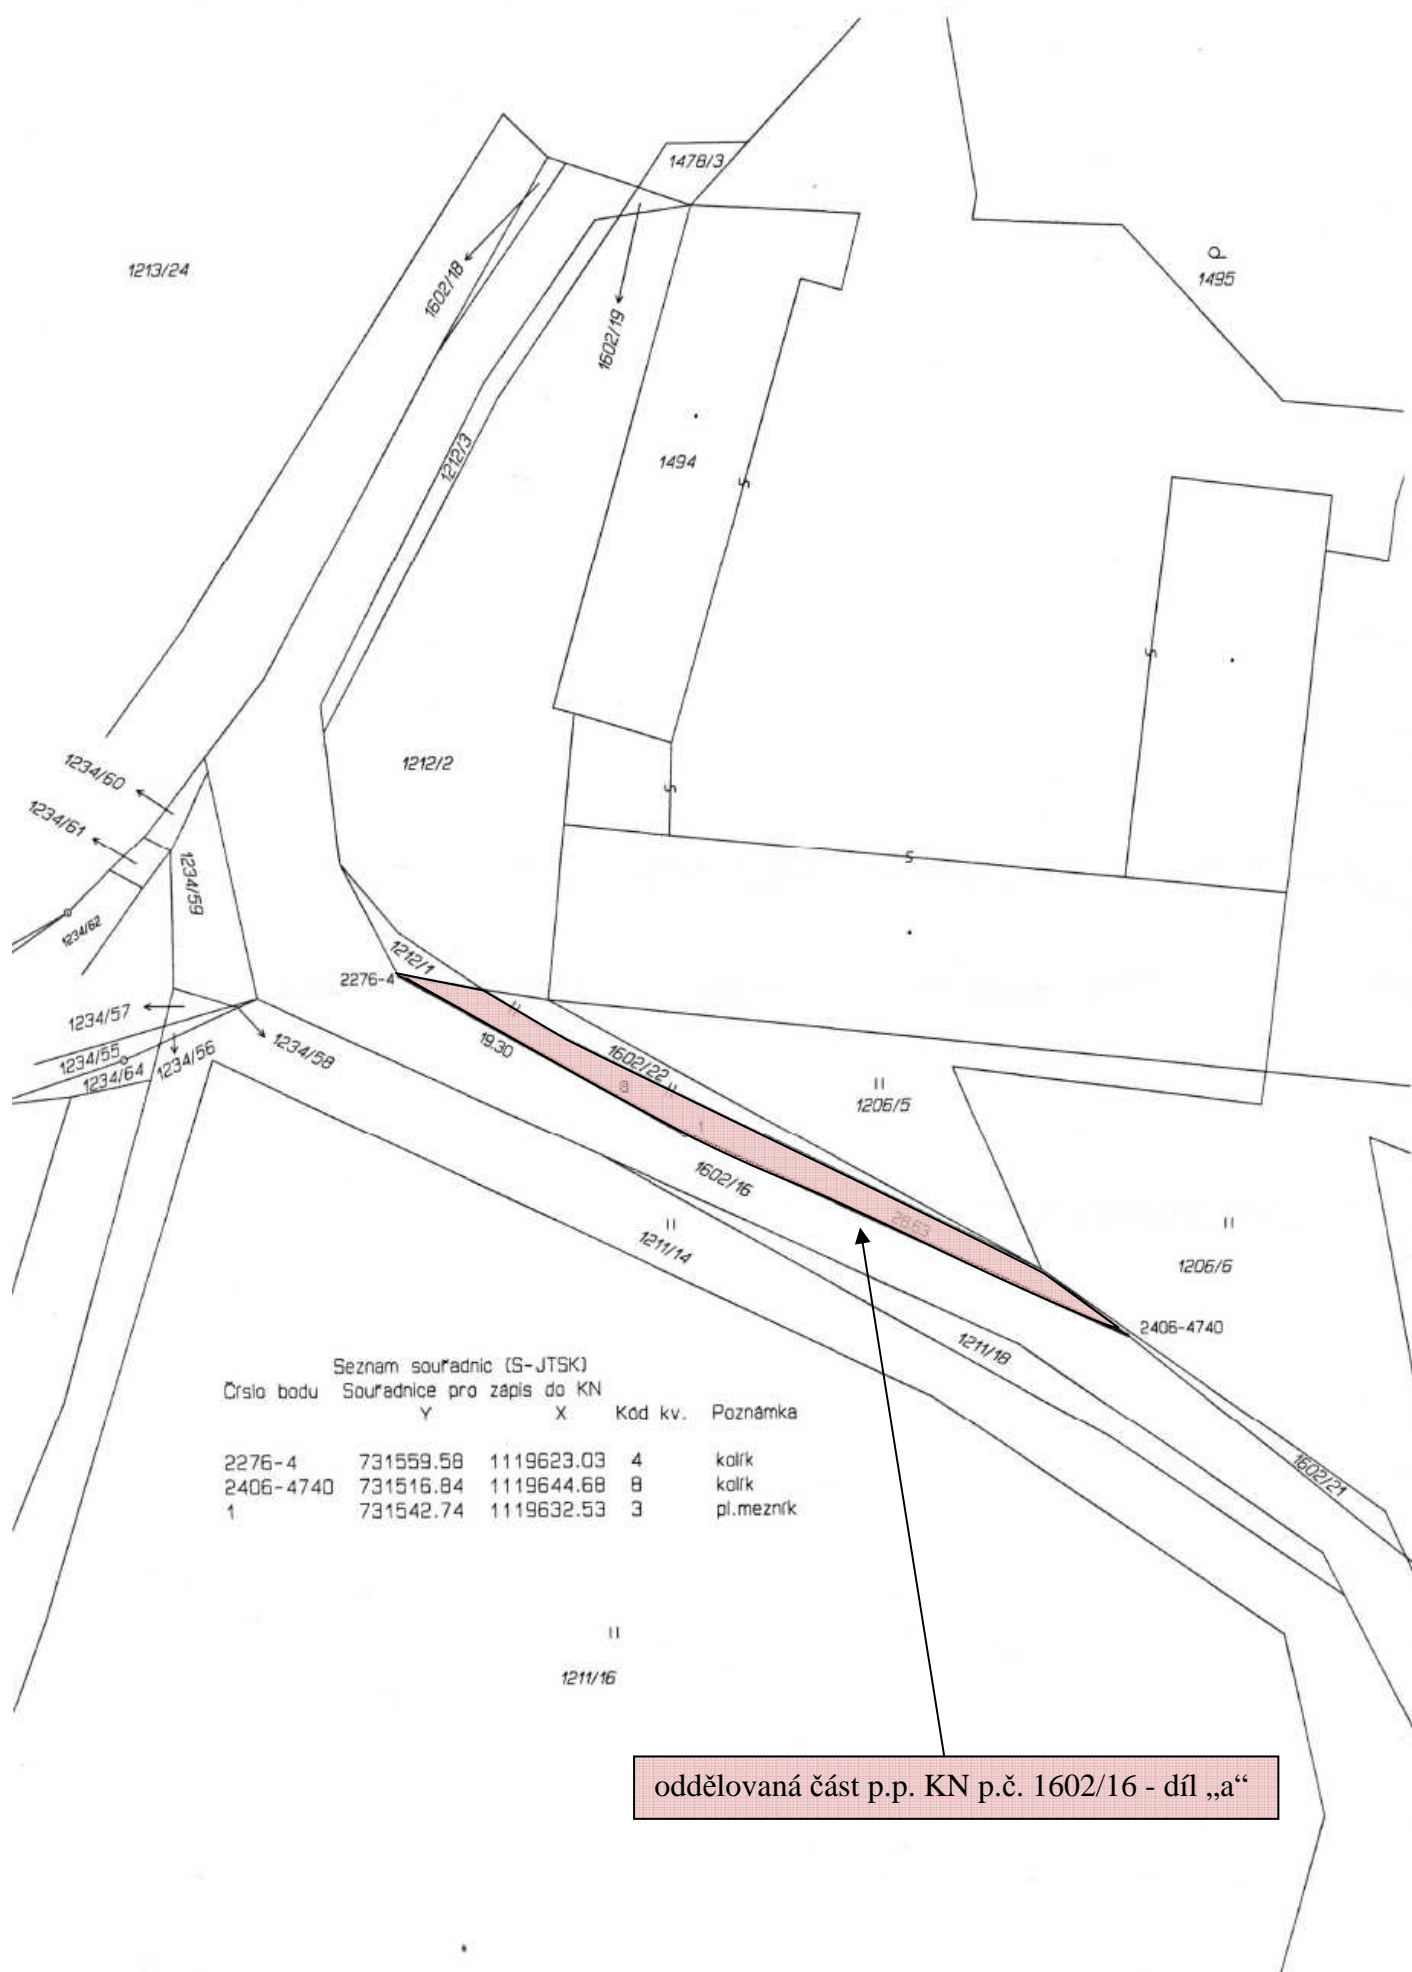 1478/3
1213/24
1602/18
1602/19
1495
1212/3
1494
S
S
1212/2
1234/60
1234/61
S
S
1234/59
1234/62
1212/1
2276-4
1234/57
1234/55
1234/64
1234/56
1234/58
19.30
1602/22
a
1
1206/5
1602/16
28.63
1211/14
1206/6
2406-4740
1211/18
1602/21
Seznam souřadnic (S-JTSK)
Číslo bodu Souřadnice pro zápis do KN
Y X Kód kv. Poznámka
2276-4 731559.58 1119623.03 4 kolík
2406-4740 731516.84 1119644.68 8 kolík
1 731542.74 1119632.53 3 pl.mezník
1211/16
oddělovaná část p.p. KN p.č. 1602/16 - díl „a“